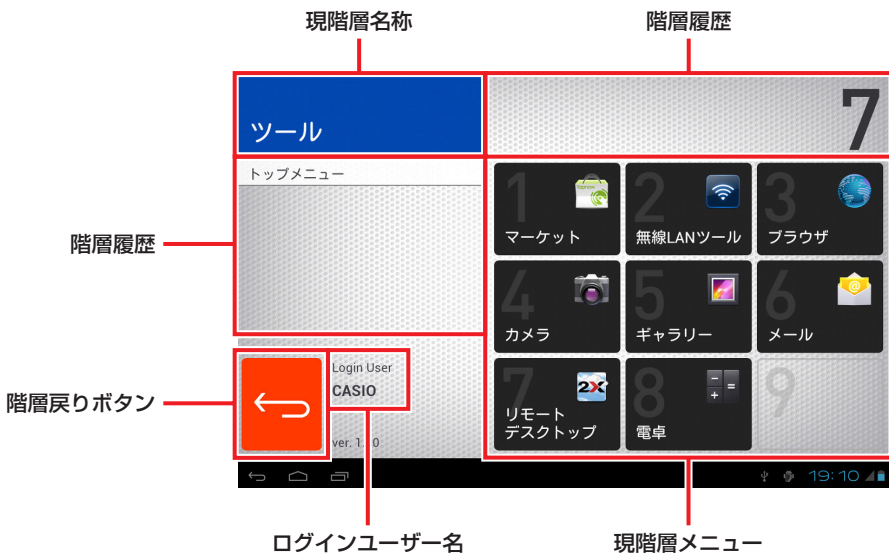 現階層名称
階層履歴
ツール
7
トップメニュー
階層履歴
1
マーケット
2
無線LANツール
3
ブラウザ
4
カメラ
5
ギャラリー
6
@
メール
7
2X
リモート
デスクトップ
8
− + =
電卓
9
階層戻りボタン
Login User
CASIO
19:10
ログインユーザー名
現階層メニュー